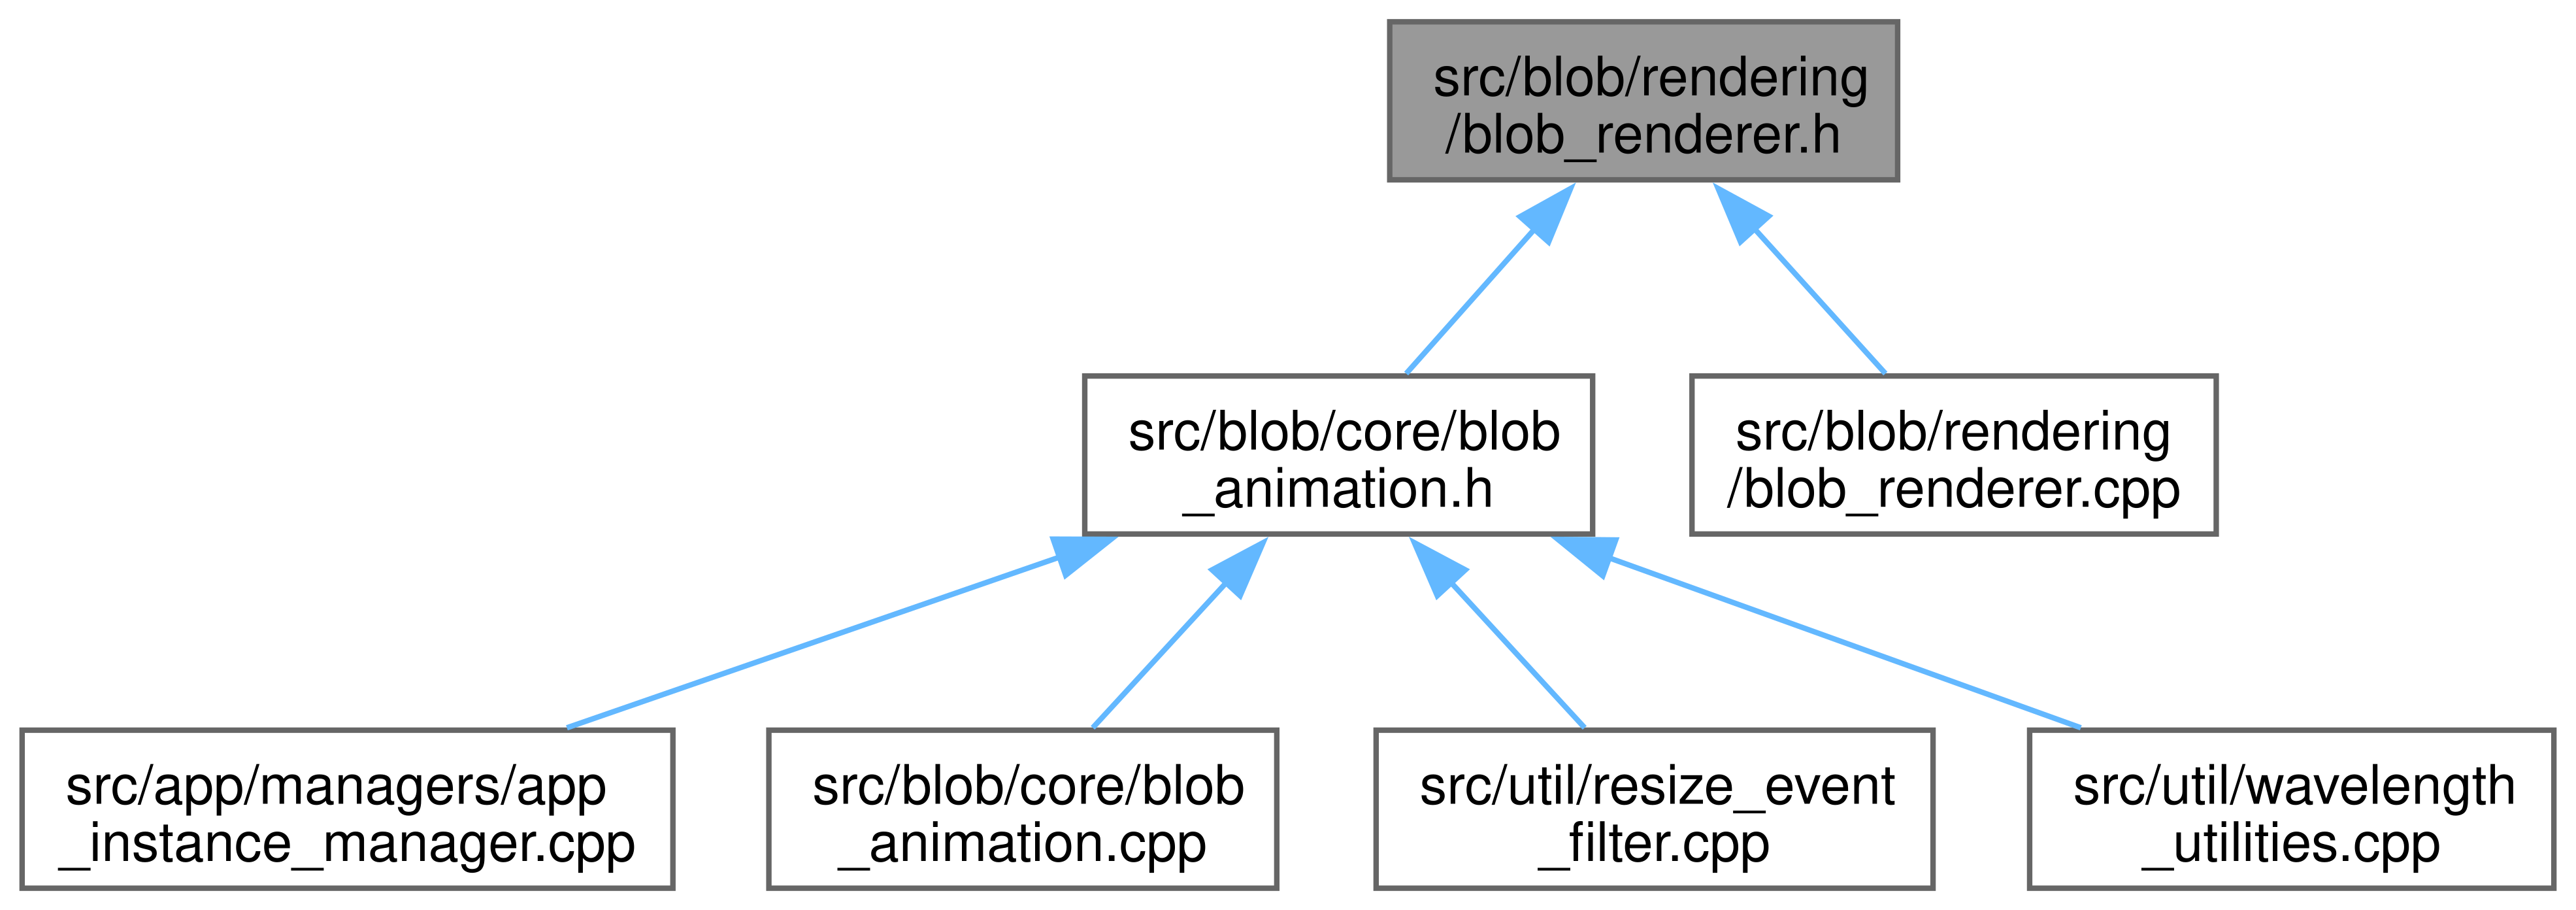 src/blob/rendering
/blob_renderer.h
src/blob/core/blob
_animation.h
src/blob/rendering
/blob_renderer.cpp
src/app/managers/app
_instance_manager.cpp
src/blob/core/blob
_animation.cpp
src/util/resize_event
_filter.cpp
src/util/wavelength
_utilities.cpp